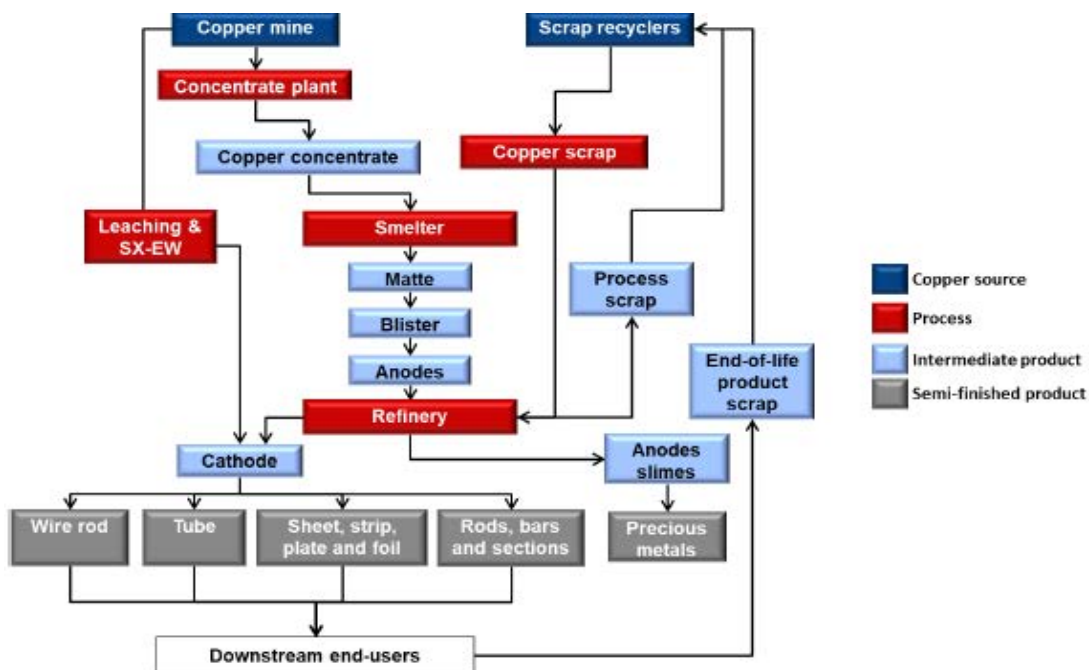 Copper mine
Scrap recyclers
Concentrate plant
Copper concentrate
Copper scrap
Leaching &
SX-EW
Smelter
Matte
Process
scrap
Blister
Anodes
End-of-life
product
scrap
Refinery
Cathode
Anodes
slimes
Wire rod
Tube
Sheet, strip,
plate and foil
Rods, bars
and sections
Precious
metals
Downstream end-users
Copper source
Process
Intermediate product
Semi-finished product